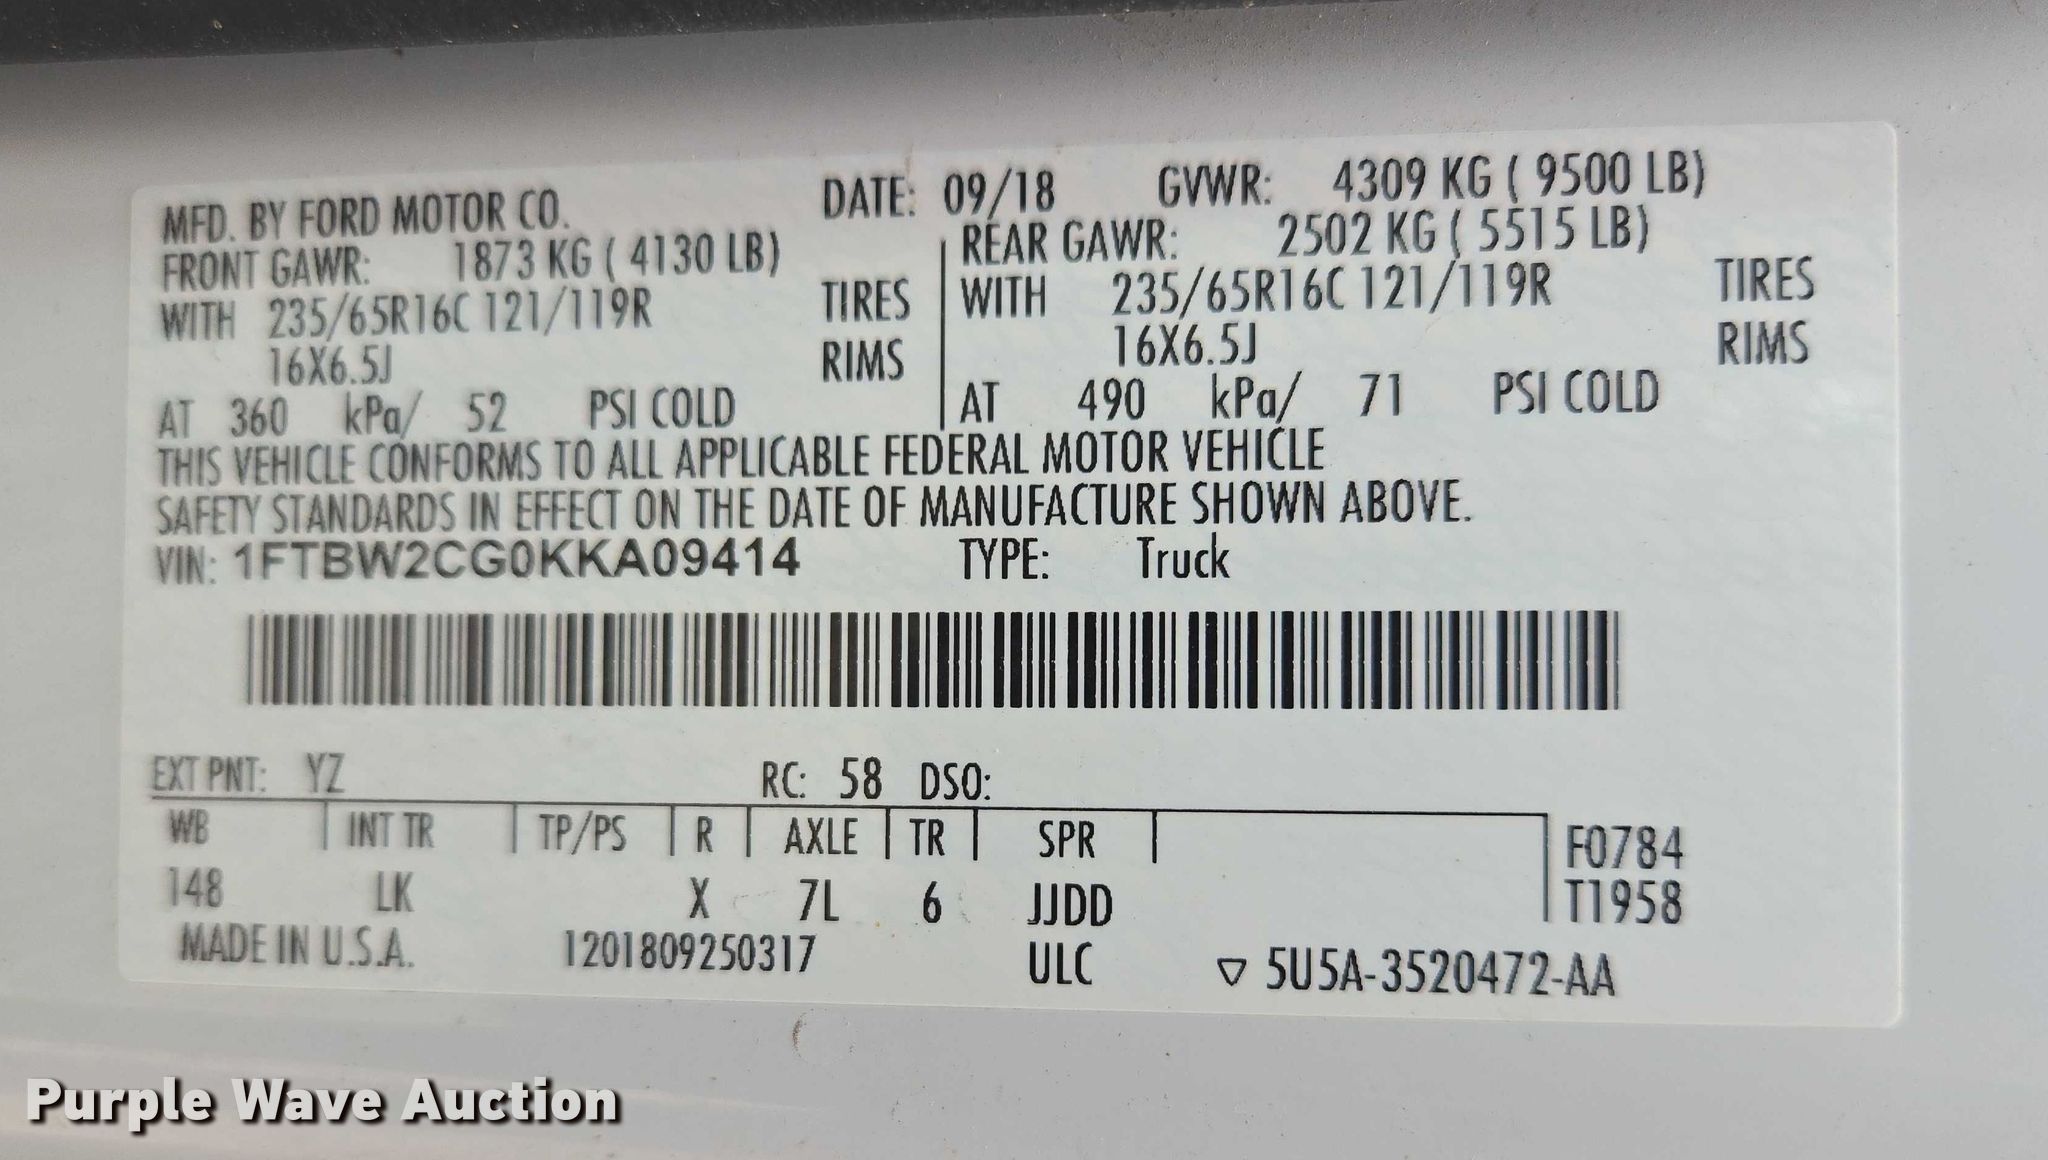 MFD. BY FORD MOTOR CO. DATE: 09/18 GVWR: 4309 KG ( 9500 LB)
FRONT GAWR: 1873 KG ( 4130 LB) REAR GAWR: 2502 KG ( 5515 LB)
WITH 235/65R16C 121/119R TIRES WITH 235/65R16C 121/119R TIRES
16X6.5J RIMS 16X6.5J RIMS
AT 360 kPa/ 52 PSI COLD AT 490 kPa/ 71 PSI COLD
THIS VEHICLE CONFORMS TO ALL APPLICABLE FEDERAL MOTOR VEHICLE
SAFETY STANDARDS IN EFFECT ON THE DATE OF MANUFACTURE SHOWN ABOVE.
VIN: 1FTBW2CG0KKA09414 TYPE: Truck
EXT PNT: YZ RC: 58 DSO:
WB INT TR TP/PS R AXLE TR SPR F0784
148 LK X 7L 6 JJDD T1958
MADE IN U.S.A. 1201809250317 ULC ▽ 5U5A-3520472-AA
Purple Wave Auction